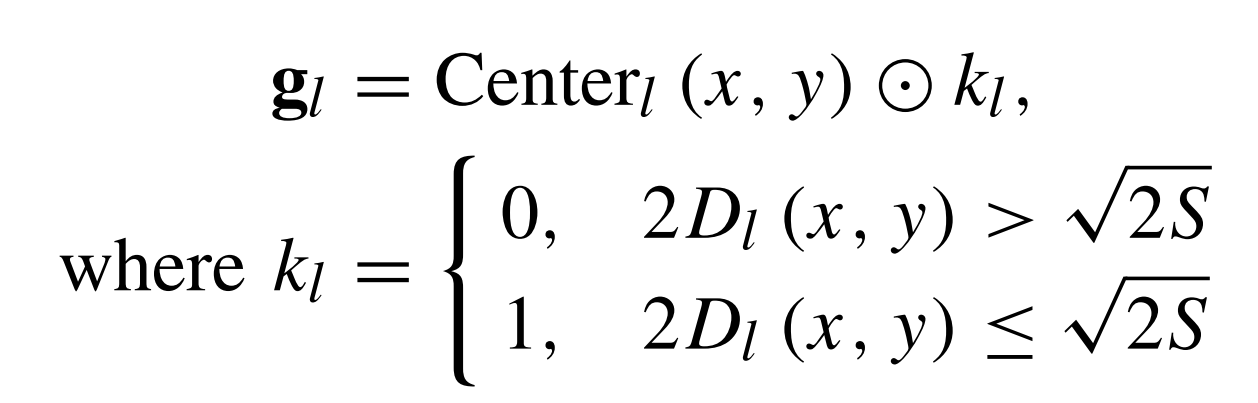 𝐠_l = Center_l (x, y) ⊙ k_l,
where k_l = { 0, 2D_l (x, y) > √(2S)
1, 2D_l (x, y) ≤ √(2S)